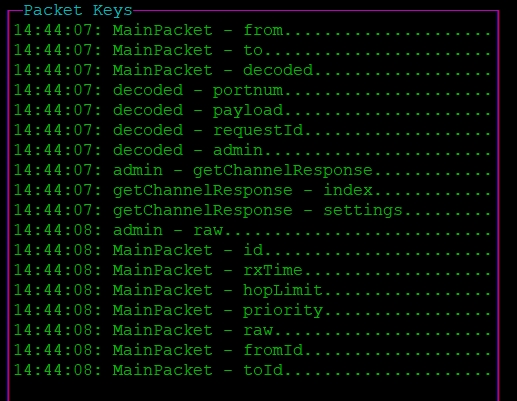 Packet Keys
14:44:07: MainPacket - from.....................
14:44:07: MainPacket - to.......................
14:44:07: MainPacket - decoded..................
14:44:07: decoded - portnum.....................
14:44:07: decoded - payload.....................
14:44:07: decoded - requestId...................
14:44:07: decoded - admin.......................
14:44:07: admin - getChannelResponse............
14:44:07: getChannelResponse - index............
14:44:07: getChannelResponse - settings.........
14:44:08: admin - raw...........................
14:44:08: MainPacket - id.......................
14:44:08: MainPacket - rxTime...................
14:44:08: MainPacket - hopLimit.................
14:44:08: MainPacket - priority.................
14:44:08: MainPacket - raw......................
14:44:08: MainPacket - fromId...................
14:44:08: MainPacket - toId.....................